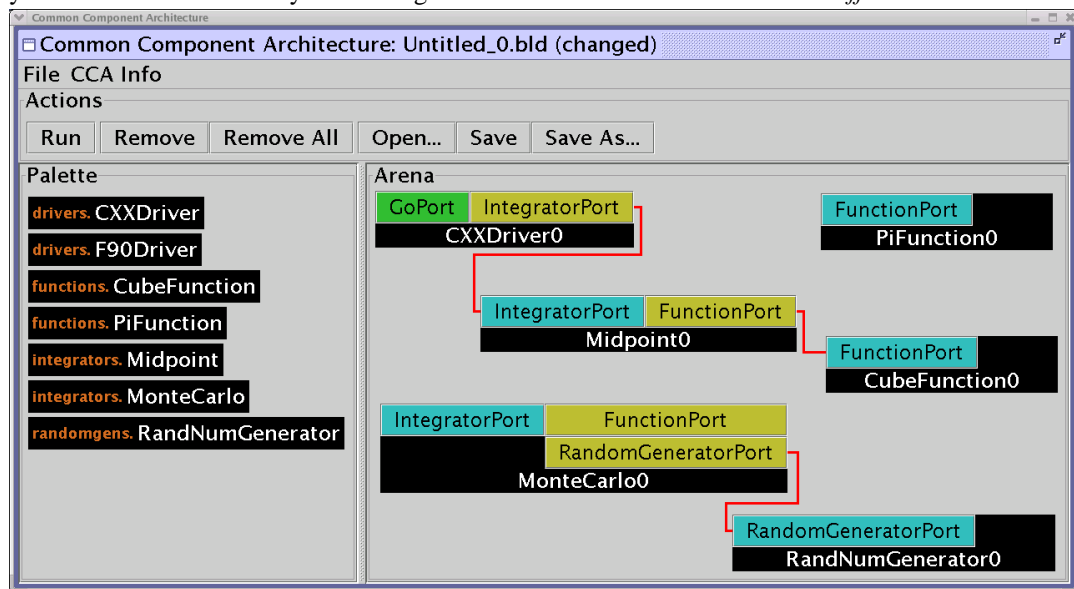 Common Component Architecture
Common Component Architecture: Untitled_0.bld (changed)
File CCA Info
Actions
Run Remove Remove All Open... Save Save As...
Palette
drivers. CXXDriver
drivers. F90Driver
functions. CubeFunction
functions. PiFunction
integrators. Midpoint
integrators. MonteCarlo
randomgens. RandNumGenerator
Arena
GoPort IntegratorPort
CXXDriver0
FunctionPort
PiFunction0
IntegratorPort FunctionPort
Midpoint0
FunctionPort
CubeFunction0
IntegratorPort FunctionPort
RandomGeneratorPort
MonteCarlo0
RandomGeneratorPort
RandNumGenerator0